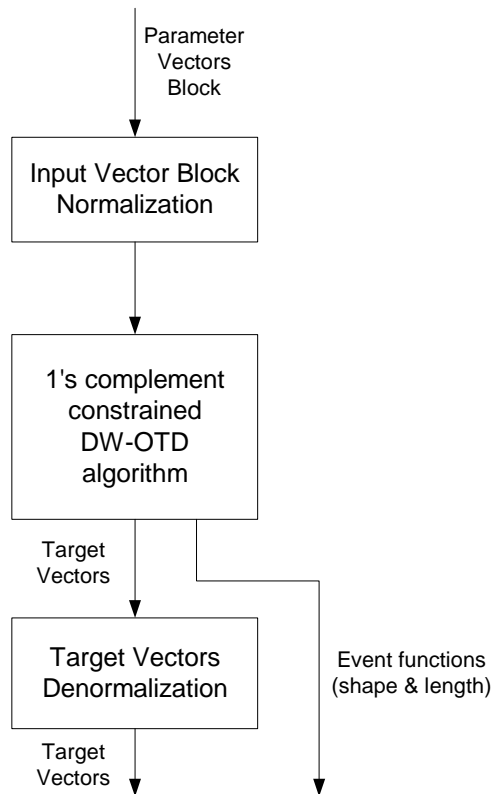 Parameter
Vectors
Block
Input Vector Block
Normalization
1's complement
constrained
DW-OTD
algorithm
Target
Vectors
Target Vectors
Denormalization
Event functions
(shape & length)
Target
Vectors